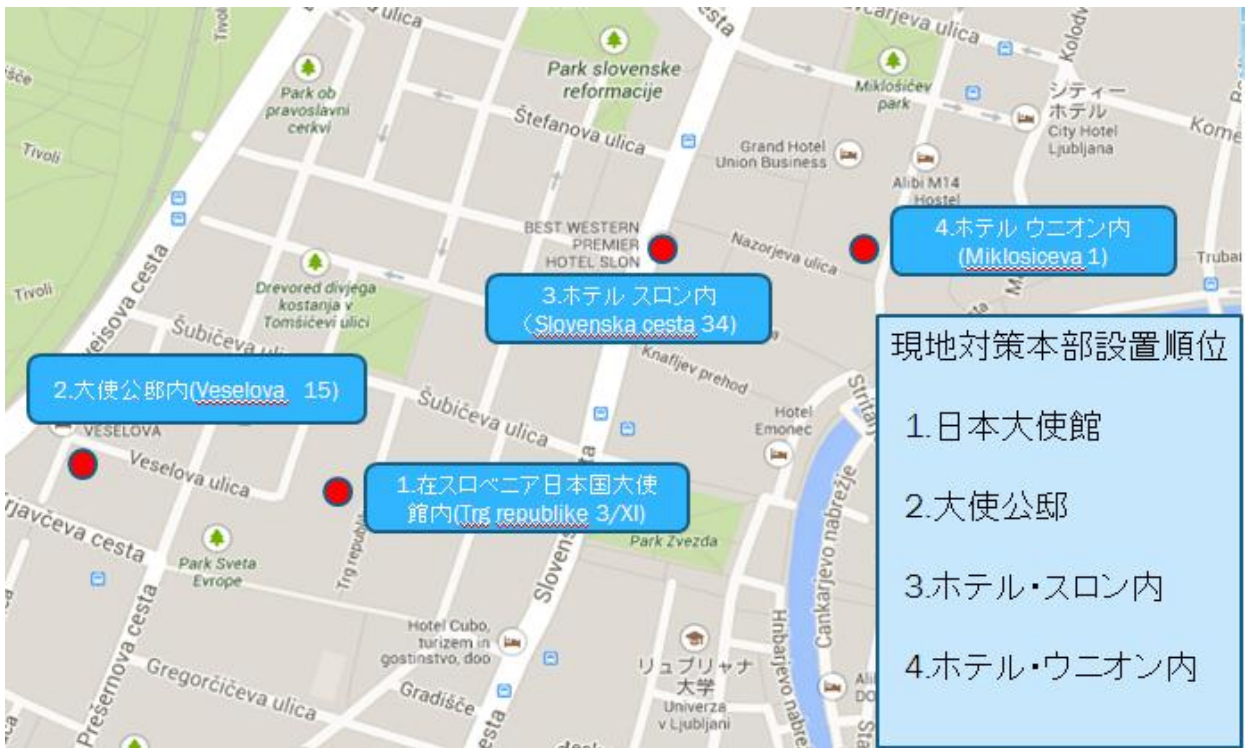 ulica
Tivoli
Park slovenske
reformacije
Park ob
pravoslavni
cerkvi
Štefanova ulica
cesta
Miklošičev
park
シティー
ホテル
City Hotel
Ljubljana
Grand Hotel
Union Business
Alibi M14
Hostel
Tivoli
BEST WESTERN
PREMIER
HOTEL SLON
Nazorjeva ulica
4.ホテル ウニオン内
(Miklosiceva 1)
Tivoli
Drevored divjega
kostanja v
Tomšičevi ulici
3.ホテル スロン内
（Slovenska cesta 34)
Knafljev prehod
2.大使公邸内(Veselova 15)
VESELOVA
Veselova ulica
Šubičeva ulica
Hotel
Emonec
1.在スロベニア日本国大使
館内(Trg republike 3/XI)
Park Zvezda
Park Sveta
Evrope
Prešernova cesta
Hotel Cubo,
turizem in
gostinstvo, doo
Gregorčičeva ulica
Gradišče
リュブリャナ
大学
Univerza
v Ljubljani
Cankarjevo nabrežje
現地対策本部設置順位
1.日本大使館
2.大使公邸
3.ホテル・スロン内
4.ホテル・ウニオン内